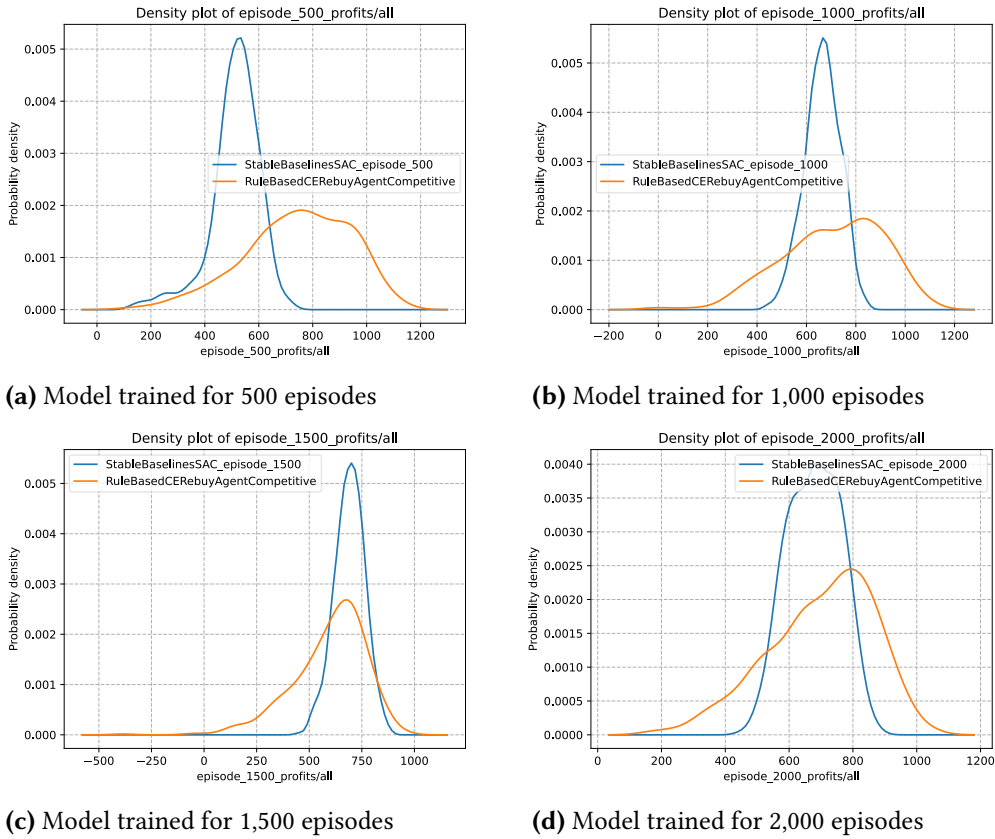 Density plot of episode_500_profits/all
0.005
0.004
0.003
0.002
0.001
0.000
Probability density
StableBaselinesSAC_episode_500
RuleBasedCERebuyAgentCompetitive
0 200 400 600 800 1000 1200
episode_500_profits/all
(a) Model trained for 500 episodes
Density plot of episode_1000_profits/all
0.005
0.004
0.003
0.002
0.001
0.000
Probability density
StableBaselinesSAC_episode_1000
RuleBasedCERebuyAgentCompetitive
−200 0 200 400 600 800 1000 1200
episode_1000_profits/all
(b) Model trained for 1,000 episodes
Density plot of episode_1500_profits/all
0.005
0.004
0.003
0.002
0.001
0.000
Probability density
StableBaselinesSAC_episode_1500
RuleBasedCERebuyAgentCompetitive
−500 −250 0 250 500 750 1000
episode_1500_profits/all
(c) Model trained for 1,500 episodes
Density plot of episode_2000_profits/all
0.0040
0.0035
0.0030
0.0025
0.0020
0.0015
0.0010
0.0005
0.0000
Probability density
StableBaselinesSAC_episode_2000
RuleBasedCERebuyAgentCompetitive
0 200 400 600 800 1000 1200
episode_2000_profits/all
(d) Model trained for 2,000 episodes